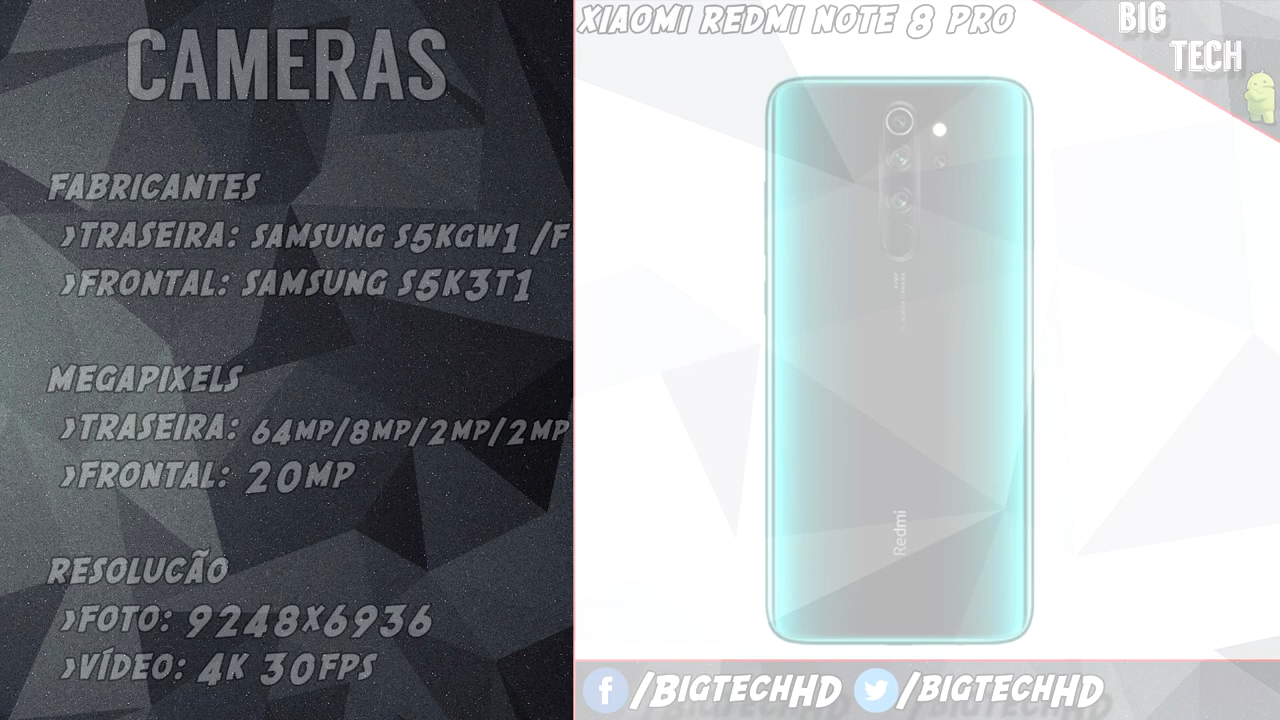 CAMERAS
FABRICANTES
›TRASEIRA: SAMSUNG S5KGW1 /F
›FRONTAL: SAMSUNG S5K3T1
MEGAPIXELS
›TRASEIRA: 64MP/8MP/2MP/2MP
›FRONTAL: 20MP
RESOLUCÃO
›FOTO: 9248X6936
›VÍDEO: 4K 30FPS
XIAOMI REDMI NOTE 8 PRO
BIG
TECH
Redmi
/BIGTECHHD
/BIGTECHHD